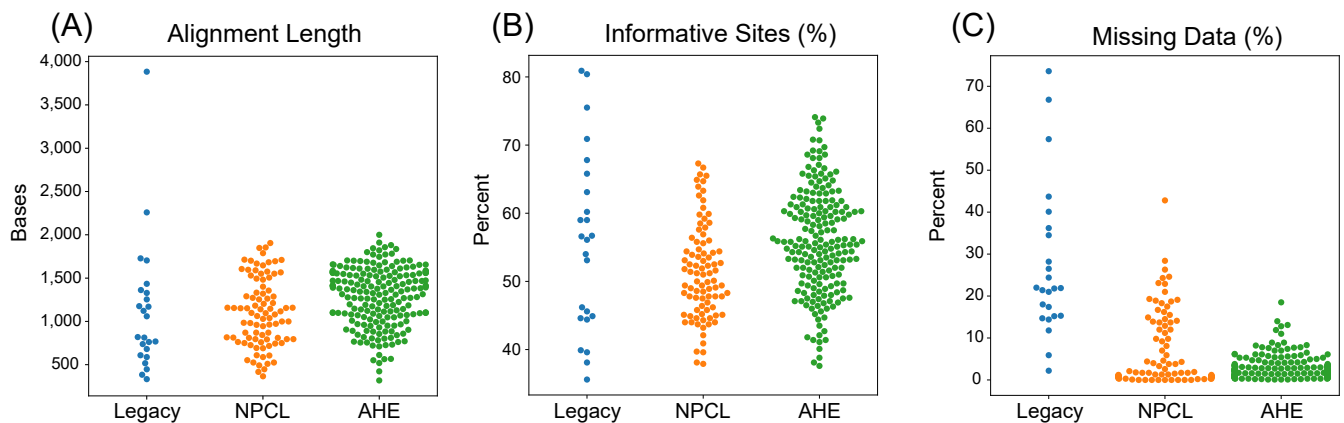 (A) Alignment Length
Bases
4,000
3,500
3,000
2,500
2,000
1,500
1,000
500
Legacy NPCL AHE
(B) Informative Sites (%)
Percent
80
70
60
50
40
Legacy NPCL AHE
(C) Missing Data (%)
Percent
70
60
50
40
30
20
10
0
Legacy NPCL AHE